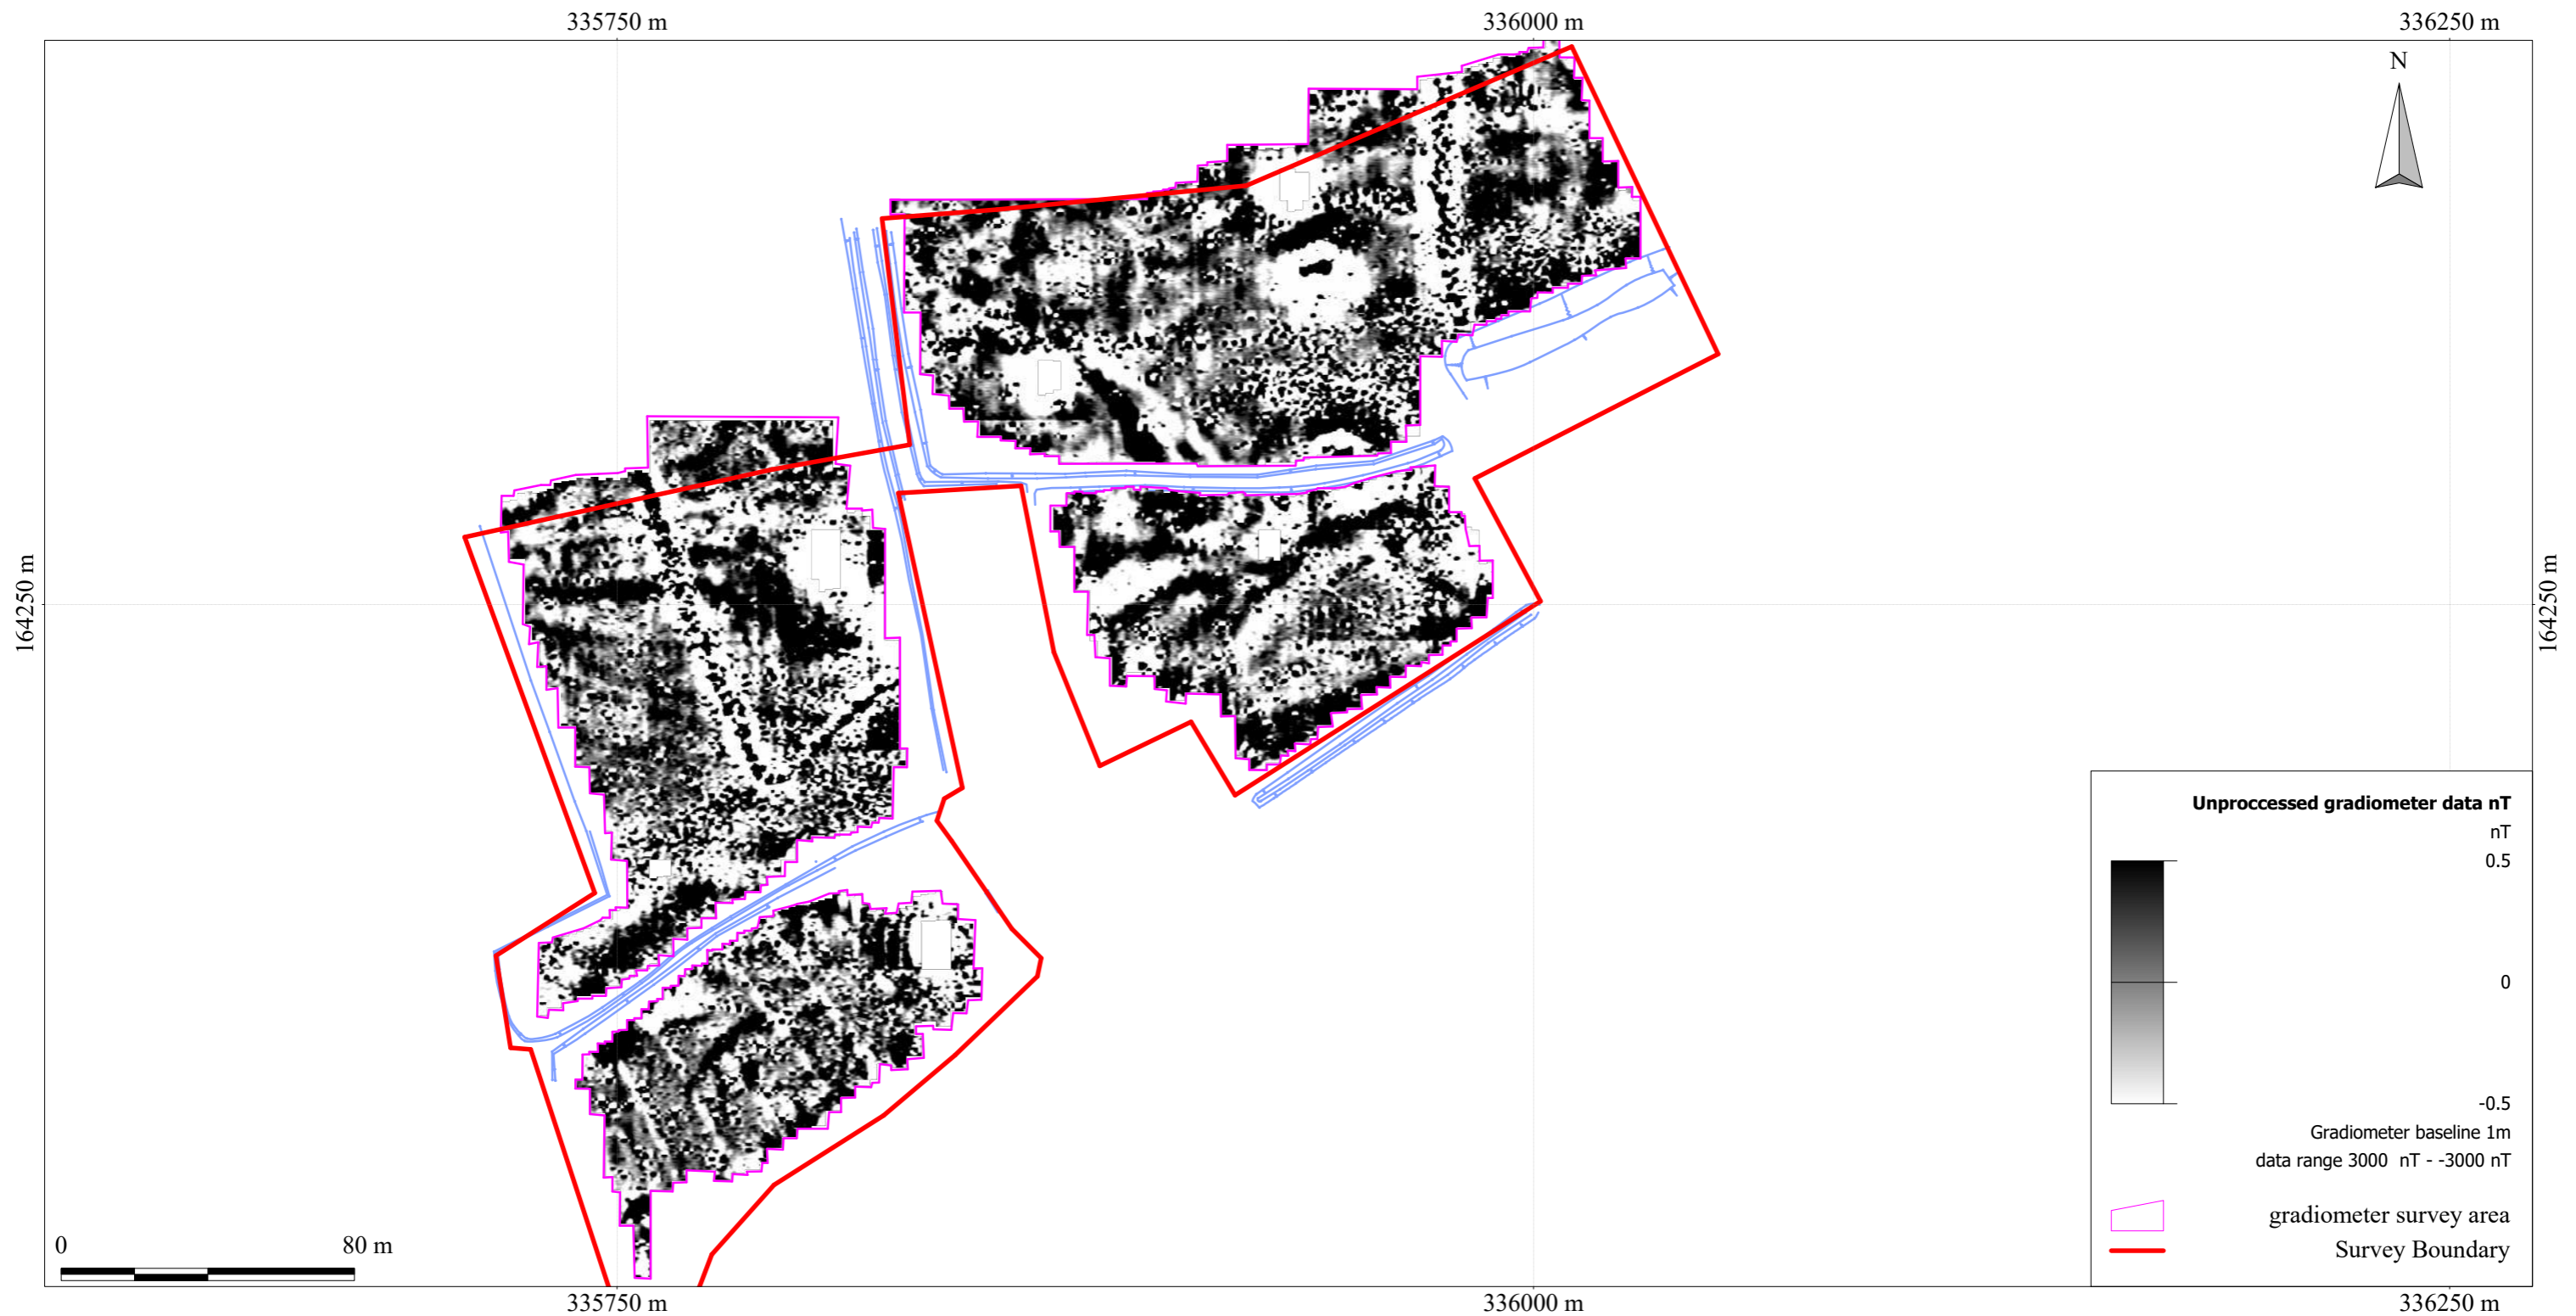 335750 m
336000 m
336250 m
N
164250 m
164250 m
Unproccessed gradiometer data nT
nT
0.5
0
-0.5
Gradiometer baseline 1m
data range 3000 nT - -3000 nT
gradiometer survey area
Survey Boundary
0
80 m
335750 m
336000 m
336250 m